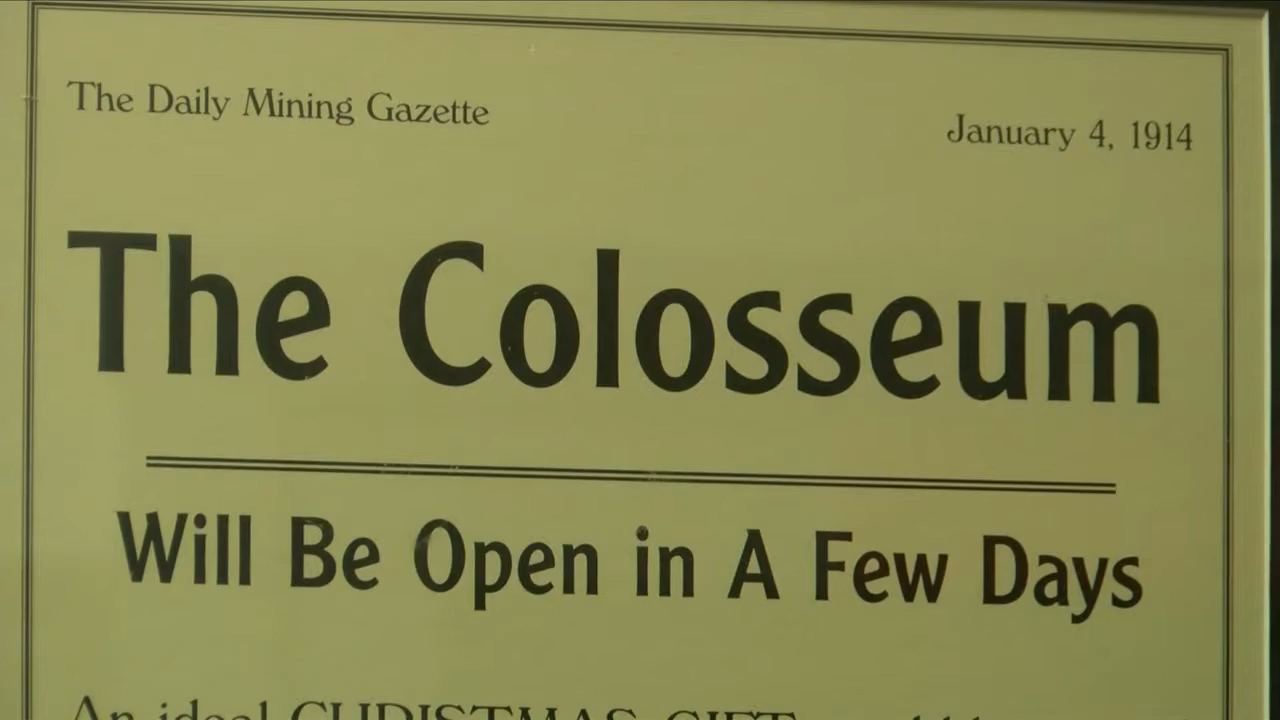 The Daily Mining Gazette
January 4, 1914
The Colosseum
Will Be Open in A Few Days
An ideal CHRISTMAS GIFT